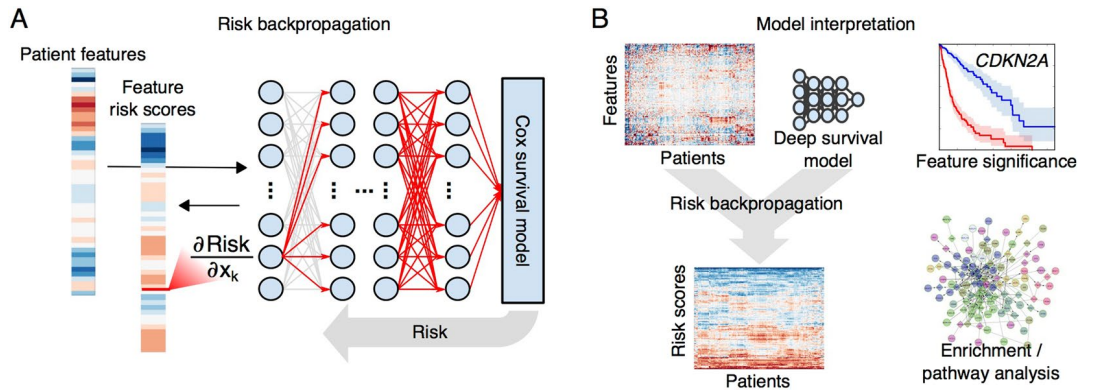 A
Risk backpropagation
Patient features
Feature
risk scores
∂Risk
∂xk
Cox survival model
Risk
B
Model interpretation
Features
Patients
Deep survival
model
CDKN2A
Feature significance
Risk backpropagation
Risk scores
Patients
Enrichment /
pathway analysis